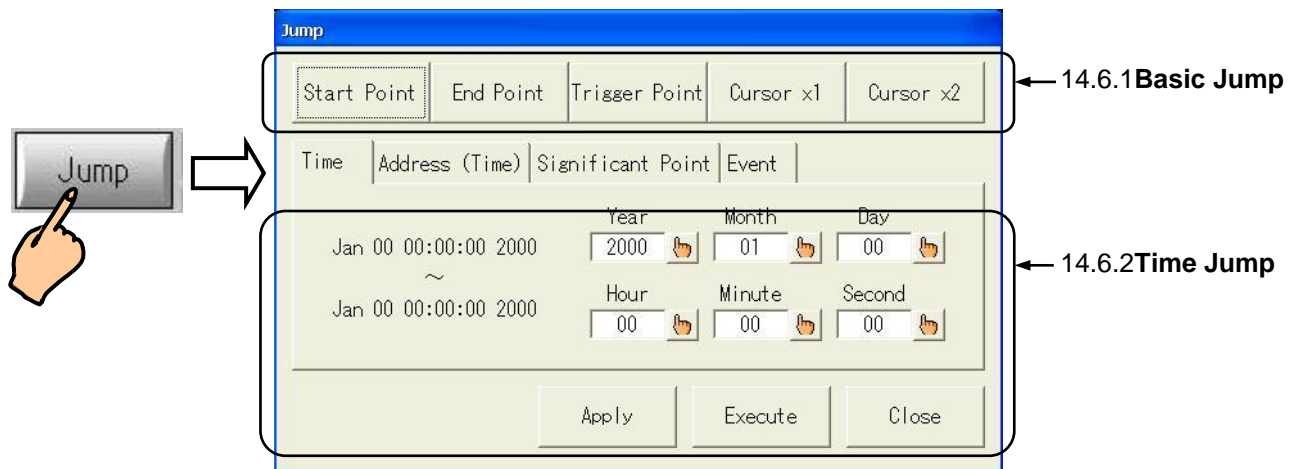 Jump
Start Point End Point Trigger Point Cursor x1 Cursor x2
14.6.1Basic Jump
Jump
Time Address (Time) Significant Point Event
Year Month Day
Jan 00 00:00:00 2000 2000 01 00
～
14.6.2Time Jump
Hour Minute Second
Jan 00 00:00:00 2000 00 00 00
Apply Execute Close